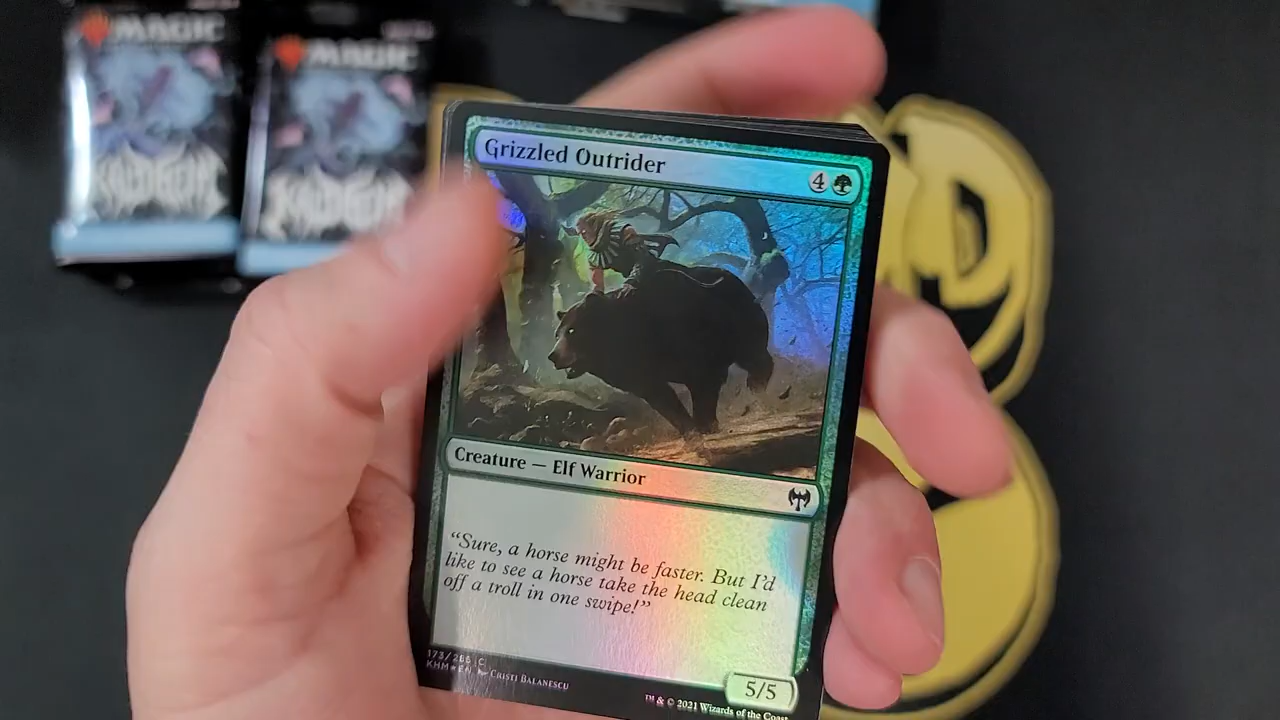 MAGIC
MAGIC
KALDHEIM
KALDHEIM
Grizzled Outrider
4
Creature — Elf Warrior
“Sure, a horse might be faster. But I’d
like to see a horse take the head clean
off a troll in one swipe!”
173/285 C
KHM★EN CRISTI BALANESCU
5/5
™ & © 2021 Wizards of the Coast